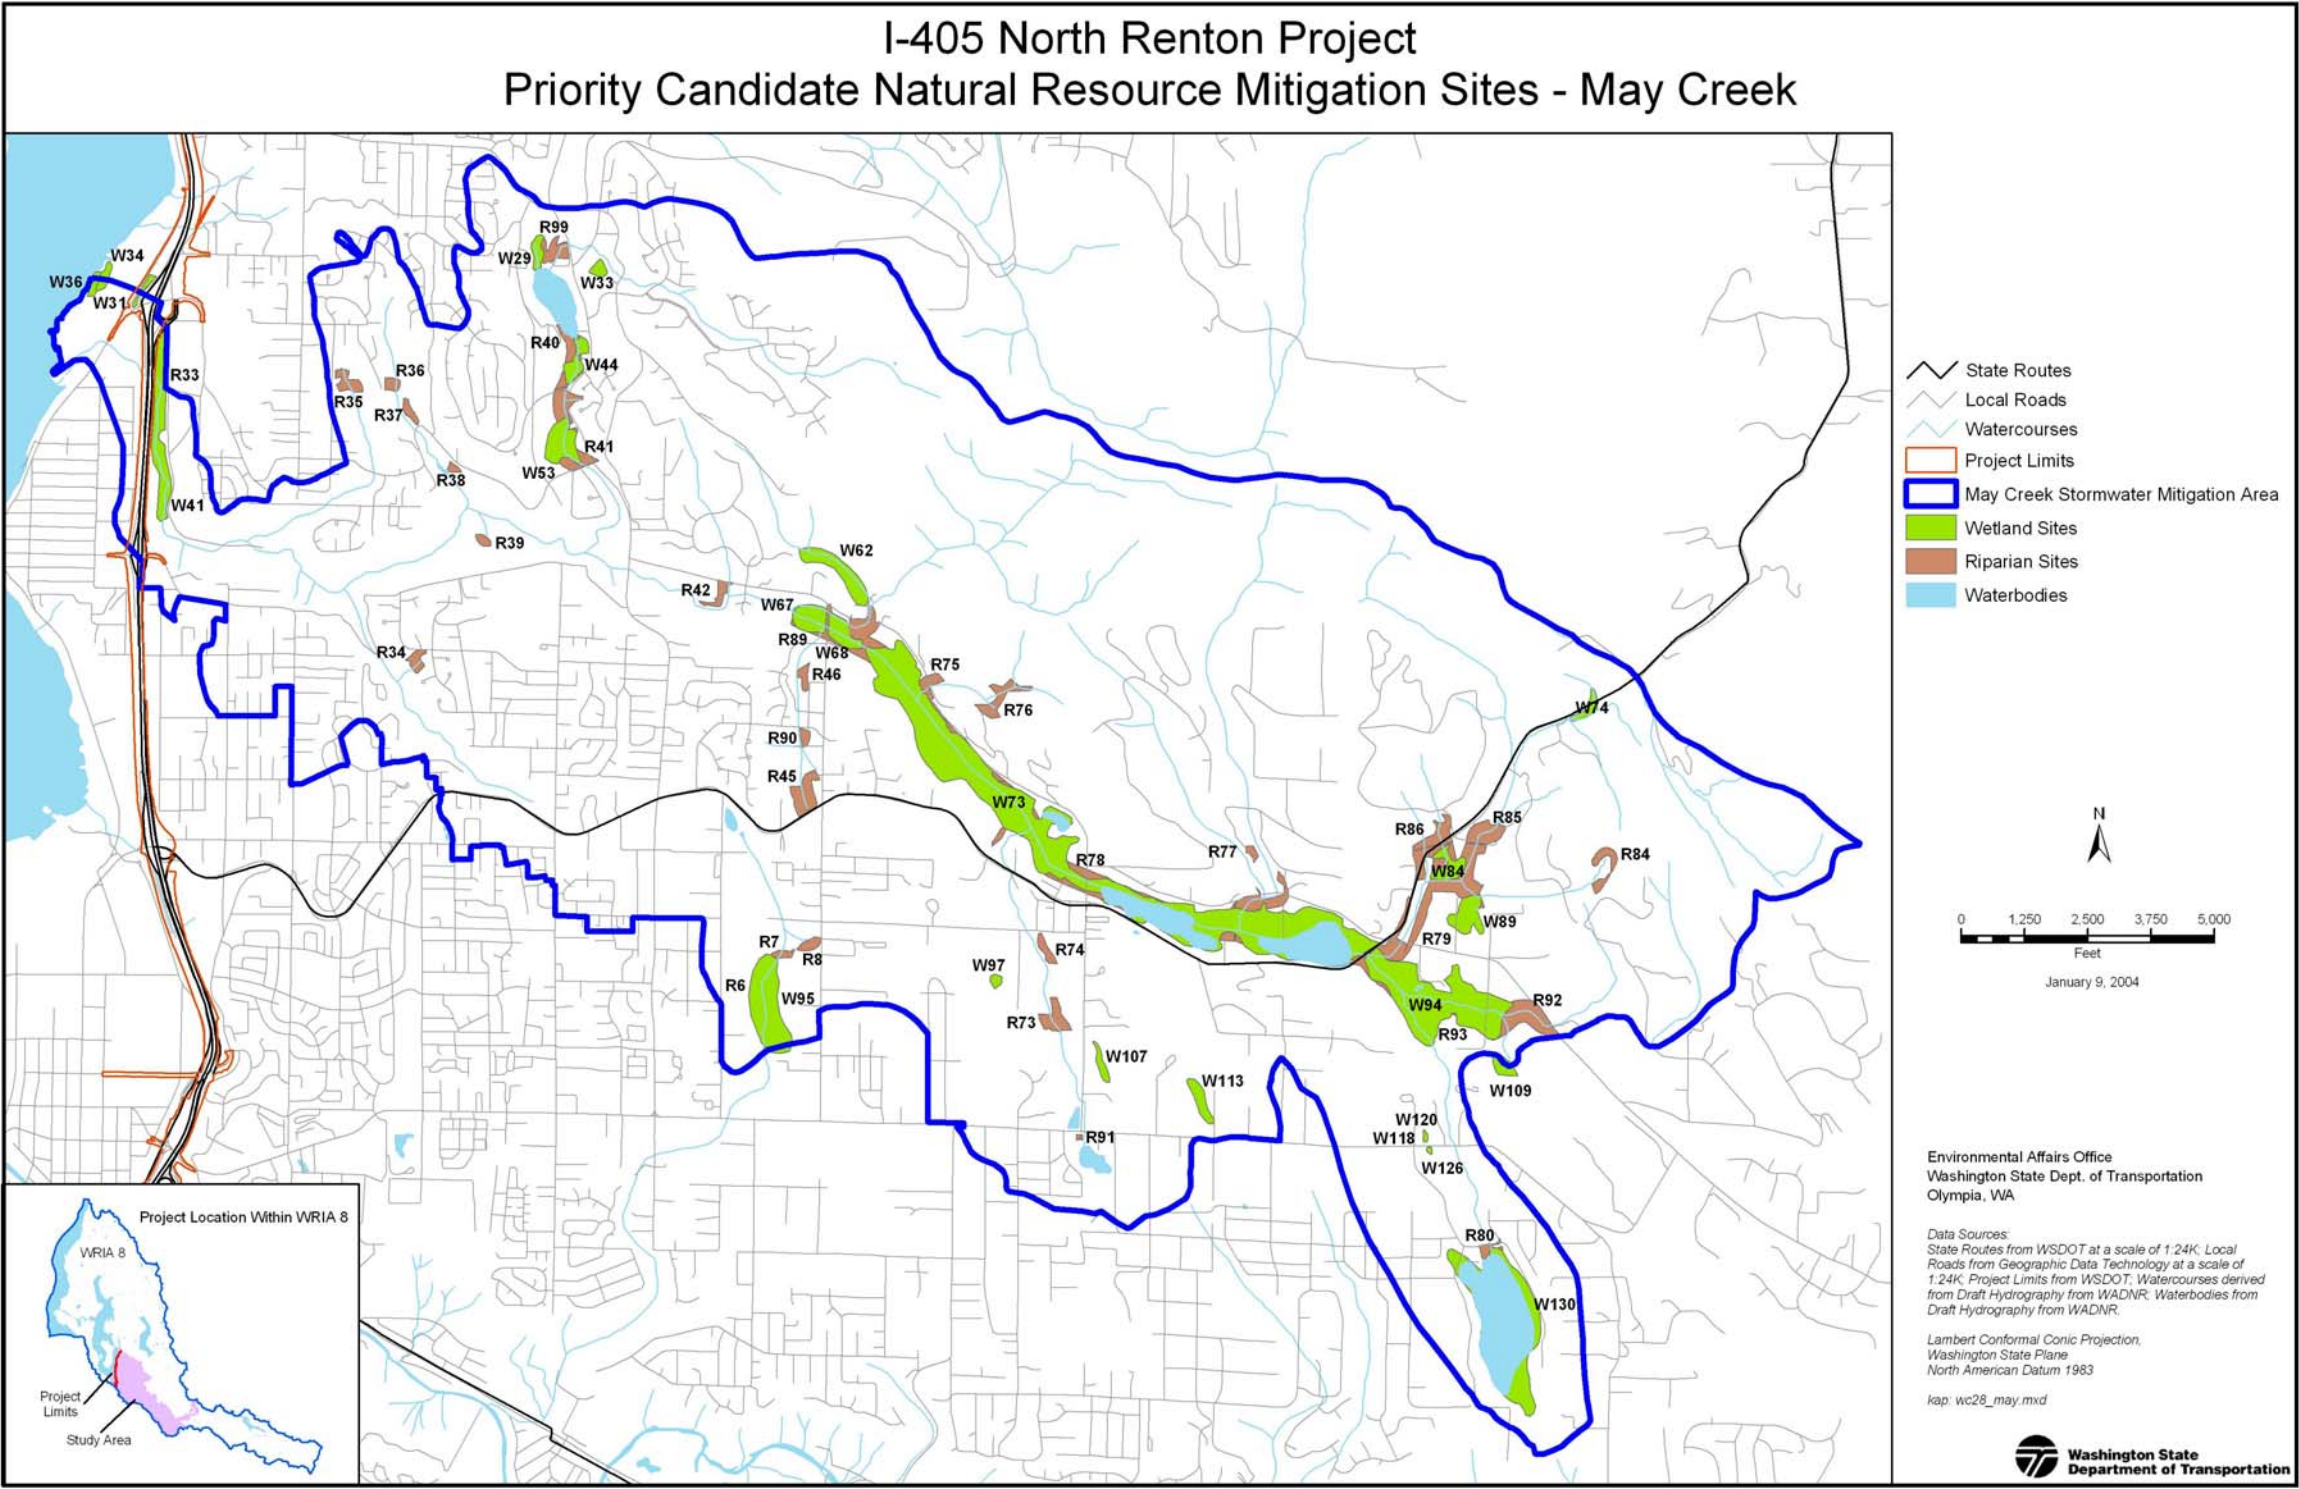 I-405 North Renton Project
Priority Candidate Natural Resource Mitigation Sites - May Creek
R99
W29
W33
W34
W36
W31
R40
W44
R33
R36
R35
R37
R41
W53
R38
W41
R39
W62
R42
W67
R89
W68
R34
R46
R75
R76
W74
R90
R45
W73
R78
R77
R86
R85
W84
R84
W89
R79
R7
R8
R74
W97
R6
W95
R73
W94
R92
R93
W107
W113
W109
W120
W118
R91
W126
R80
W130
State Routes
Local Roads
Watercourses
Project Limits
May Creek Stormwater Mitigation Area
Wetland Sites
Riparian Sites
Waterbodies
N
0 1,250 2,500 3,750 5,000
Feet
January 9, 2004
Environmental Affairs Office
Washington State Dept. of Transportation
Olympia, WA
Data Sources:
State Routes from WSDOT at a scale of 1:24K; Local
Roads from Geographic Data Technology at a scale of
1:24K; Project Limits from WSDOT; Watercourses derived
from Draft Hydrography from WADNR; Waterbodies from
Draft Hydrography from WADNR.
Lambert Conformal Conic Projection,
Washington State Plane
North American Datum 1983
kap: wc28_may.mxd
Washington State
Department of Transportation
Project Location Within WRIA 8
WRIA 8
Project
Limits
Study Area